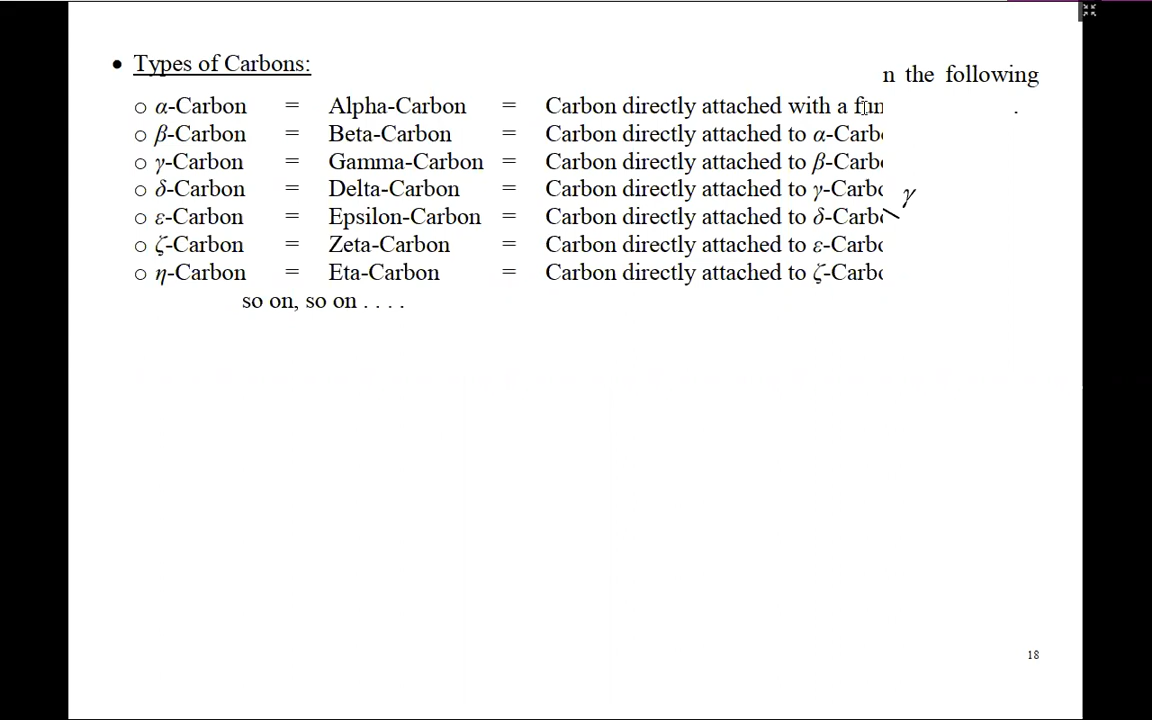 • Types of Carbons:
n the following
○ α-Carbon = Alpha-Carbon = Carbon directly attached with a fun
○ β-Carbon = Beta-Carbon = Carbon directly attached to α-Carb
○ γ-Carbon = Gamma-Carbon = Carbon directly attached to β-Carb
○ δ-Carbon = Delta-Carbon = Carbon directly attached to γ-Carb
γ
○ ε-Carbon = Epsilon-Carbon = Carbon directly attached to δ-Carb
○ ζ-Carbon = Zeta-Carbon = Carbon directly attached to ε-Carb
○ η-Carbon = Eta-Carbon = Carbon directly attached to ζ-Carb
so on, so on . . . .
18